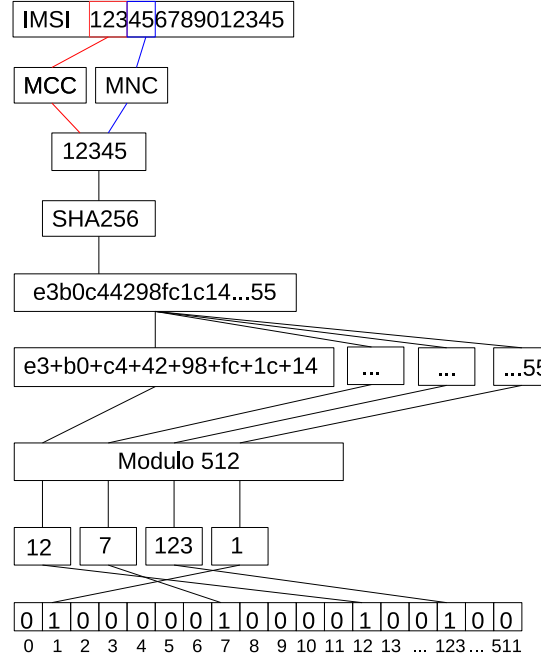 IMSI 123456789012345
MCC MNC
12345
SHA256
e3b0c44298fc1c14...55
e3+b0+c4+42+98+fc+1c+14 ... ... ...55
Modulo 512
12 7 123 1
0 1 0 0 0 0 0 1 0 0 0 0 1 0 0 1 0 0
0 1 2 3 4 5 6 7 8 9 10 11 12 13 ... 123 ... 511